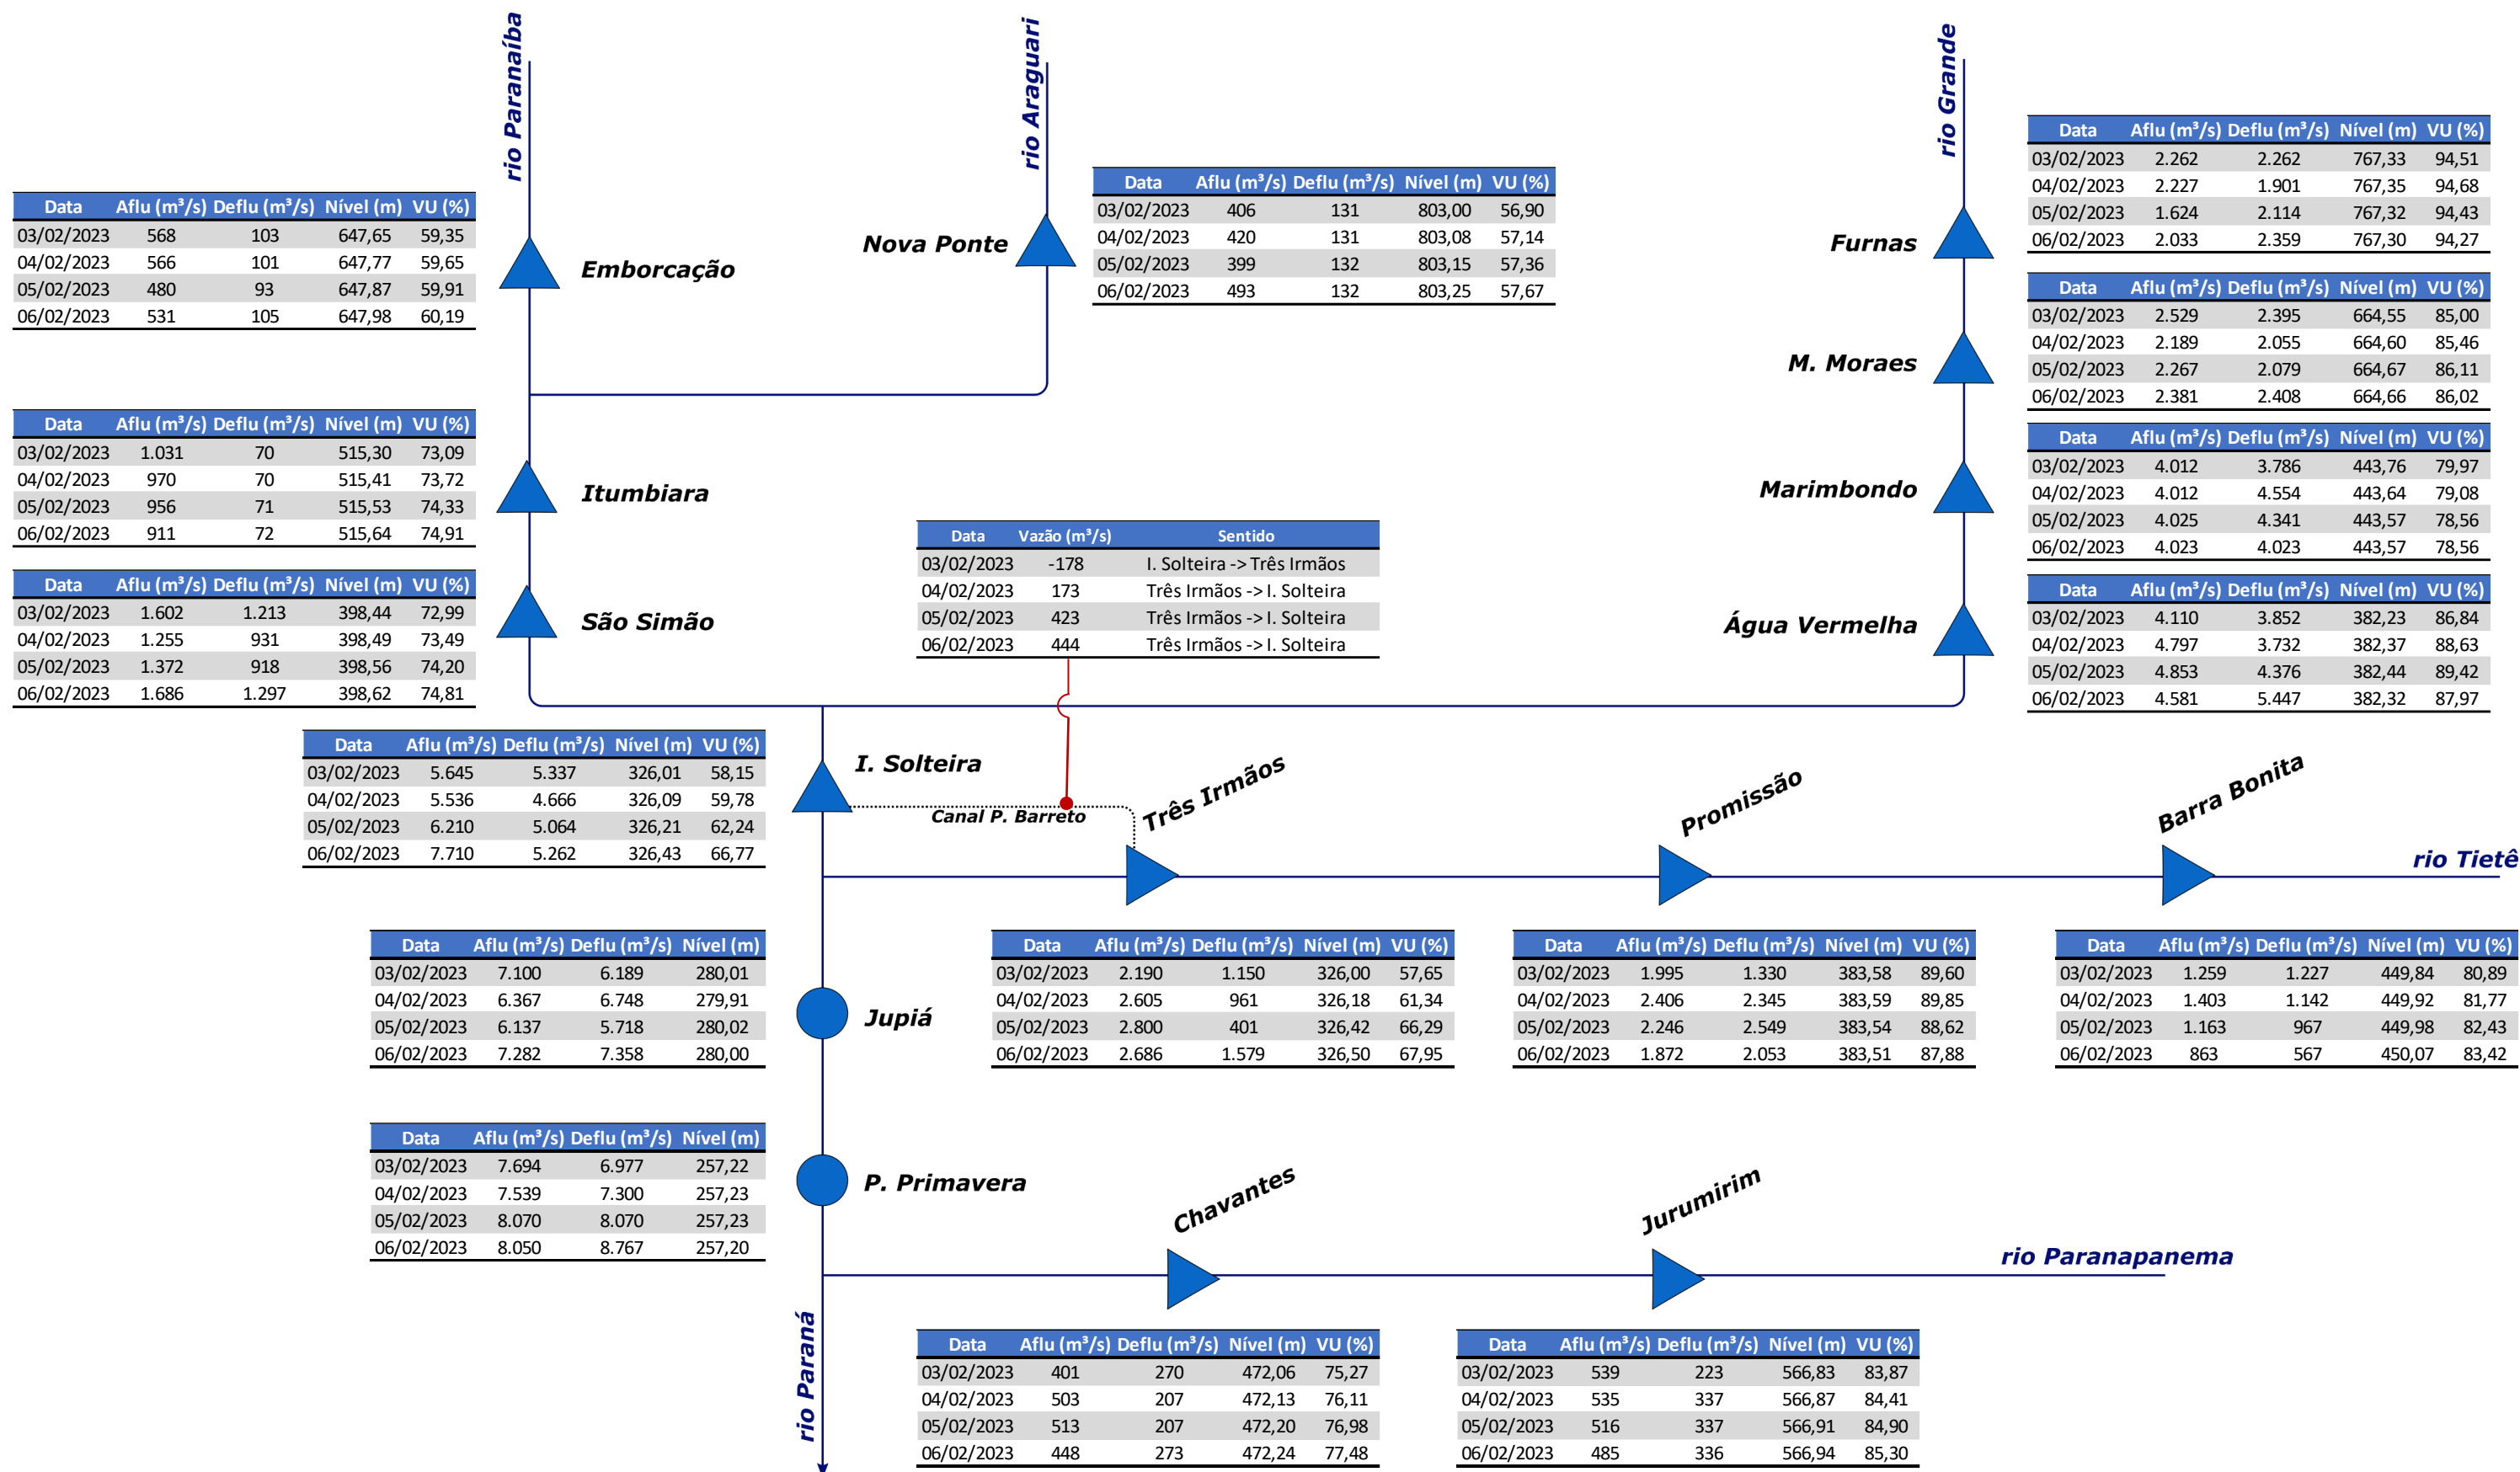 rio Paranaíba
rio Araguari
rio Grande
Data Aflu (m³/s) Deflu (m³/s) Nível (m) VU (%)
03/02/2023 2.262 2.262 767,33 94,51
04/02/2023 2.227 1.901 767,35 94,68
05/02/2023 1.624 2.114 767,32 94,43
06/02/2023 2.033 2.359 767,30 94,27
Furnas
Data Aflu (m³/s) Deflu (m³/s) Nível (m) VU (%)
03/02/2023 406 131 803,00 56,90
04/02/2023 420 131 803,08 57,14
05/02/2023 399 132 803,15 57,36
06/02/2023 493 132 803,25 57,67
Nova Ponte
Data Aflu (m³/s) Deflu (m³/s) Nível (m) VU (%)
03/02/2023 568 103 647,65 59,35
04/02/2023 566 101 647,77 59,65
05/02/2023 480 93 647,87 59,91
06/02/2023 531 105 647,98 60,19
Emborcação
Data Aflu (m³/s) Deflu (m³/s) Nível (m) VU (%)
03/02/2023 2.529 2.395 664,55 85,00
04/02/2023 2.189 2.055 664,60 85,46
05/02/2023 2.267 2.079 664,67 86,11
06/02/2023 2.381 2.408 664,66 86,02
M. Moraes
Data Aflu (m³/s) Deflu (m³/s) Nível (m) VU (%)
03/02/2023 1.031 70 515,30 73,09
04/02/2023 970 70 515,41 73,72
05/02/2023 956 71 515,53 74,33
06/02/2023 911 72 515,64 74,91
Itumbiara
Data Aflu (m³/s) Deflu (m³/s) Nível (m) VU (%)
03/02/2023 4.012 3.786 443,76 79,97
04/02/2023 4.012 4.554 443,64 79,08
05/02/2023 4.025 4.341 443,57 78,56
06/02/2023 4.023 4.023 443,57 78,56
Marimbondo
Data Vazão (m³/s) Sentido
03/02/2023 -178 I. Solteira -> Três Irmãos
04/02/2023 173 Três Irmãos -> I. Solteira
05/02/2023 423 Três Irmãos -> I. Solteira
06/02/2023 444 Três Irmãos -> I. Solteira
Data Aflu (m³/s) Deflu (m³/s) Nível (m) VU (%)
03/02/2023 1.602 1.213 398,44 72,99
04/02/2023 1.255 931 398,49 73,49
05/02/2023 1.372 918 398,56 74,20
06/02/2023 1.686 1.297 398,62 74,81
São Simão
Data Aflu (m³/s) Deflu (m³/s) Nível (m) VU (%)
03/02/2023 4.110 3.852 382,23 86,84
04/02/2023 4.797 3.732 382,37 88,63
05/02/2023 4.853 4.376 382,44 89,42
06/02/2023 4.581 5.447 382,32 87,97
Água Vermelha
Data Aflu (m³/s) Deflu (m³/s) Nível (m) VU (%)
03/02/2023 5.645 5.337 326,01 58,15
04/02/2023 5.536 4.666 326,09 59,78
05/02/2023 6.210 5.064 326,21 62,24
06/02/2023 7.710 5.262 326,43 66,77
I. Solteira
Canal P. Barreto
Três Irmãos
Promissão
Barra Bonita
rio Tietê
Data Aflu (m³/s) Deflu (m³/s) Nível (m)
03/02/2023 7.100 6.189 280,01
04/02/2023 6.367 6.748 279,91
05/02/2023 6.137 5.718 280,02
06/02/2023 7.282 7.358 280,00
Jupiá
Data Aflu (m³/s) Deflu (m³/s) Nível (m) VU (%)
03/02/2023 2.190 1.150 326,00 57,65
04/02/2023 2.605 961 326,18 61,34
05/02/2023 2.800 401 326,42 66,29
06/02/2023 2.686 1.579 326,50 67,95
Data Aflu (m³/s) Deflu (m³/s) Nível (m) VU (%)
03/02/2023 1.995 1.330 383,58 89,60
04/02/2023 2.406 2.345 383,59 89,85
05/02/2023 2.246 2.549 383,54 88,62
06/02/2023 1.872 2.053 383,51 87,88
Data Aflu (m³/s) Deflu (m³/s) Nível (m) VU (%)
03/02/2023 1.259 1.227 449,84 80,89
04/02/2023 1.403 1.142 449,92 81,77
05/02/2023 1.163 967 449,98 82,43
06/02/2023 863 567 450,07 83,42
Data Aflu (m³/s) Deflu (m³/s) Nível (m)
03/02/2023 7.694 6.977 257,22
04/02/2023 7.539 7.300 257,23
05/02/2023 8.070 8.070 257,23
06/02/2023 8.050 8.767 257,20
P. Primavera
Chavantes
Jurumirim
rio Paranapanema
rio Paraná
Data Aflu (m³/s) Deflu (m³/s) Nível (m) VU (%)
03/02/2023 401 270 472,06 75,27
04/02/2023 503 207 472,13 76,11
05/02/2023 513 207 472,20 76,98
06/02/2023 448 273 472,24 77,48
Data Aflu (m³/s) Deflu (m³/s) Nível (m) VU (%)
03/02/2023 539 223 566,83 83,87
04/02/2023 535 337 566,87 84,41
05/02/2023 516 337 566,91 84,90
06/02/2023 485 336 566,94 85,30